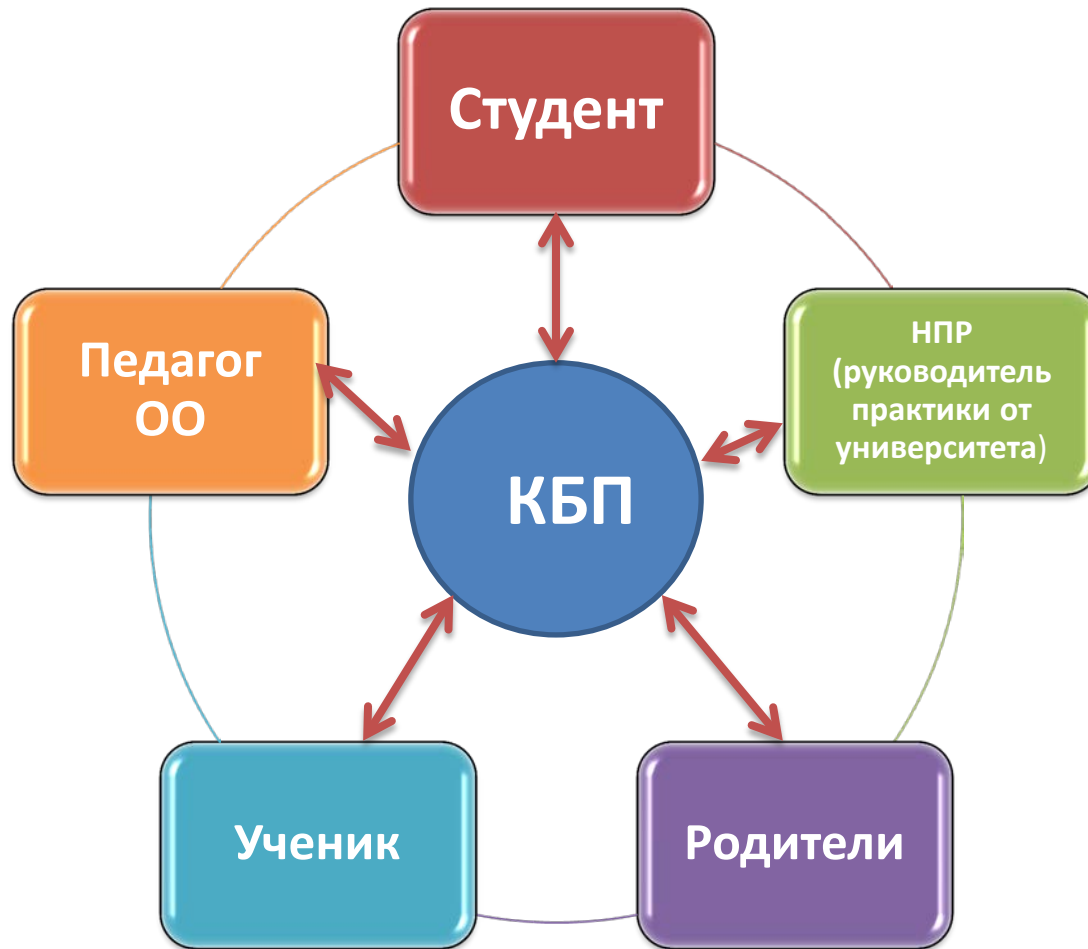 Студент
Педагог
ОО
НПР
(руководитель
практики от
университета)
КБП
Ученик
Родители